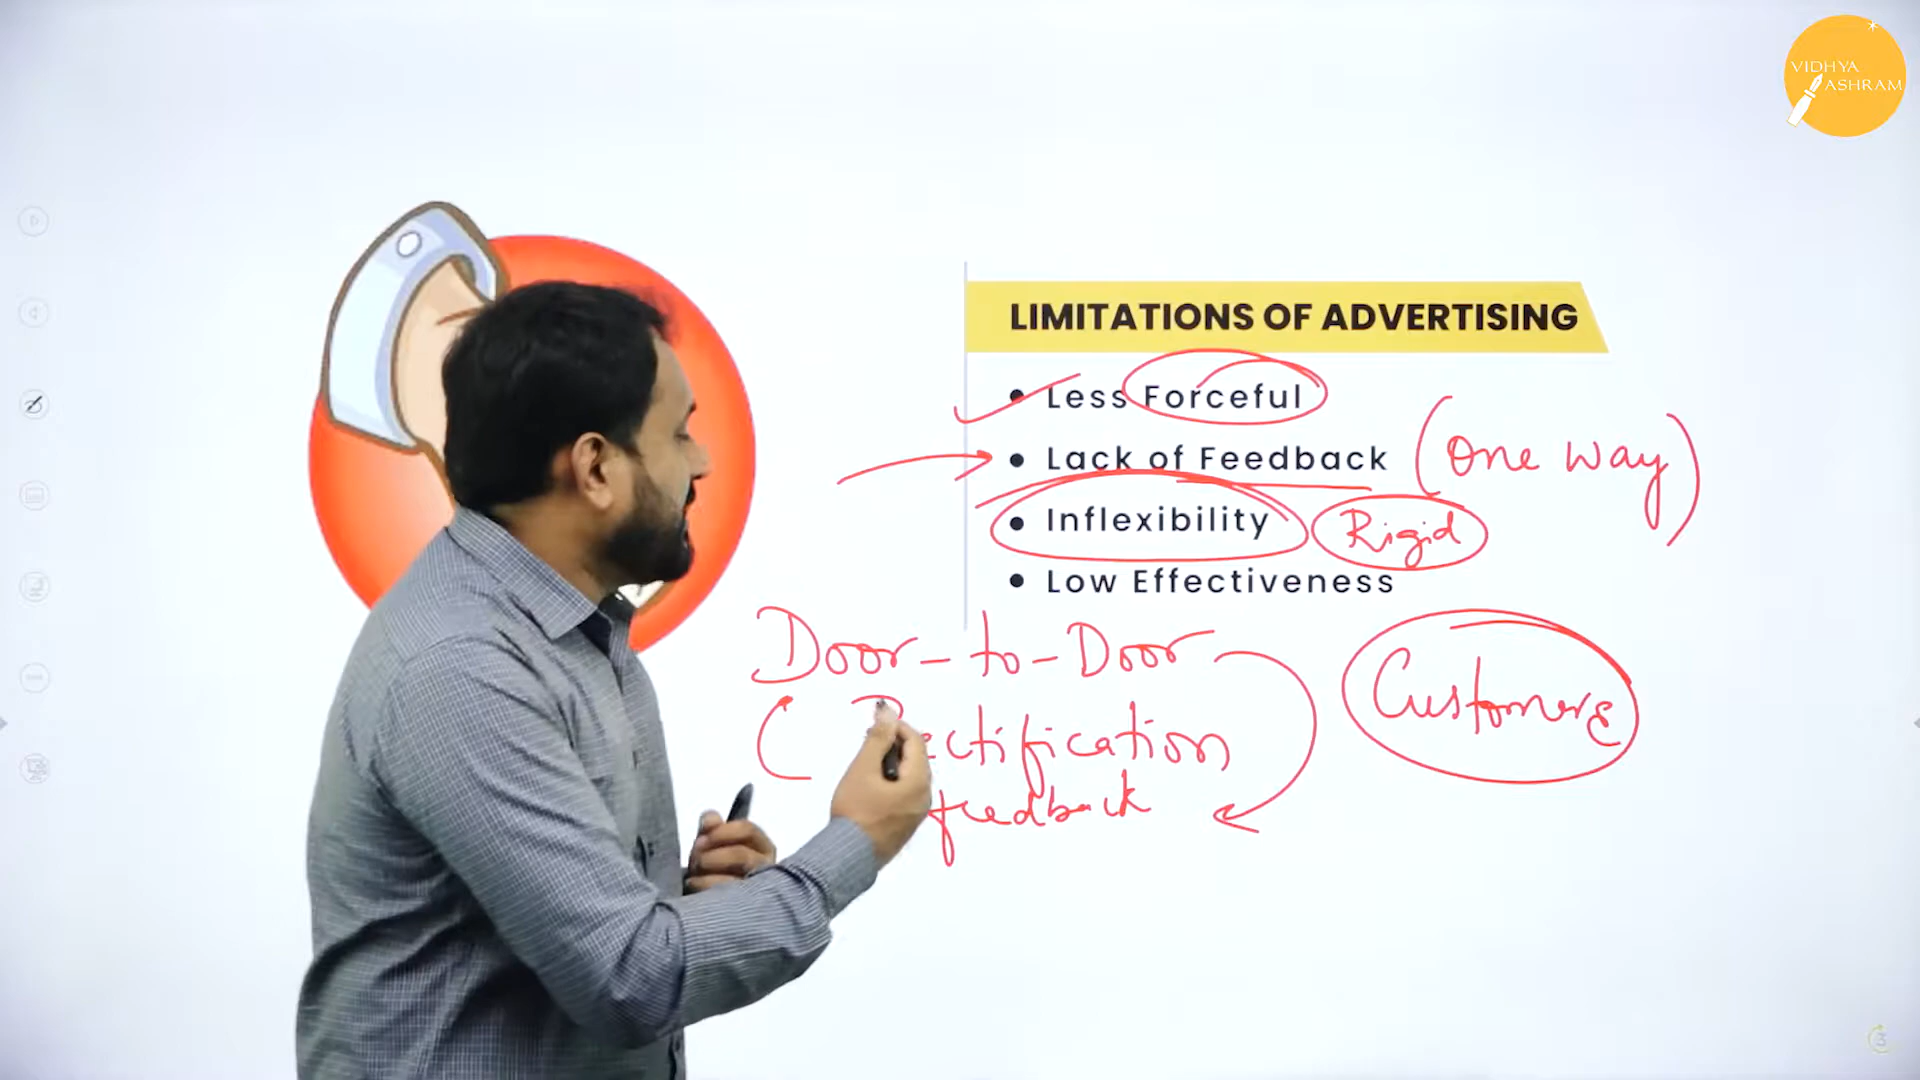 VIDHYA
ASHRAM
LIMITATIONS OF ADVERTISING
• Less Forceful
• Lack of Feedback (One way)
• Inflexibility Rigid
• Low Effectiveness
Door-to-Door
Customers
feedback
3